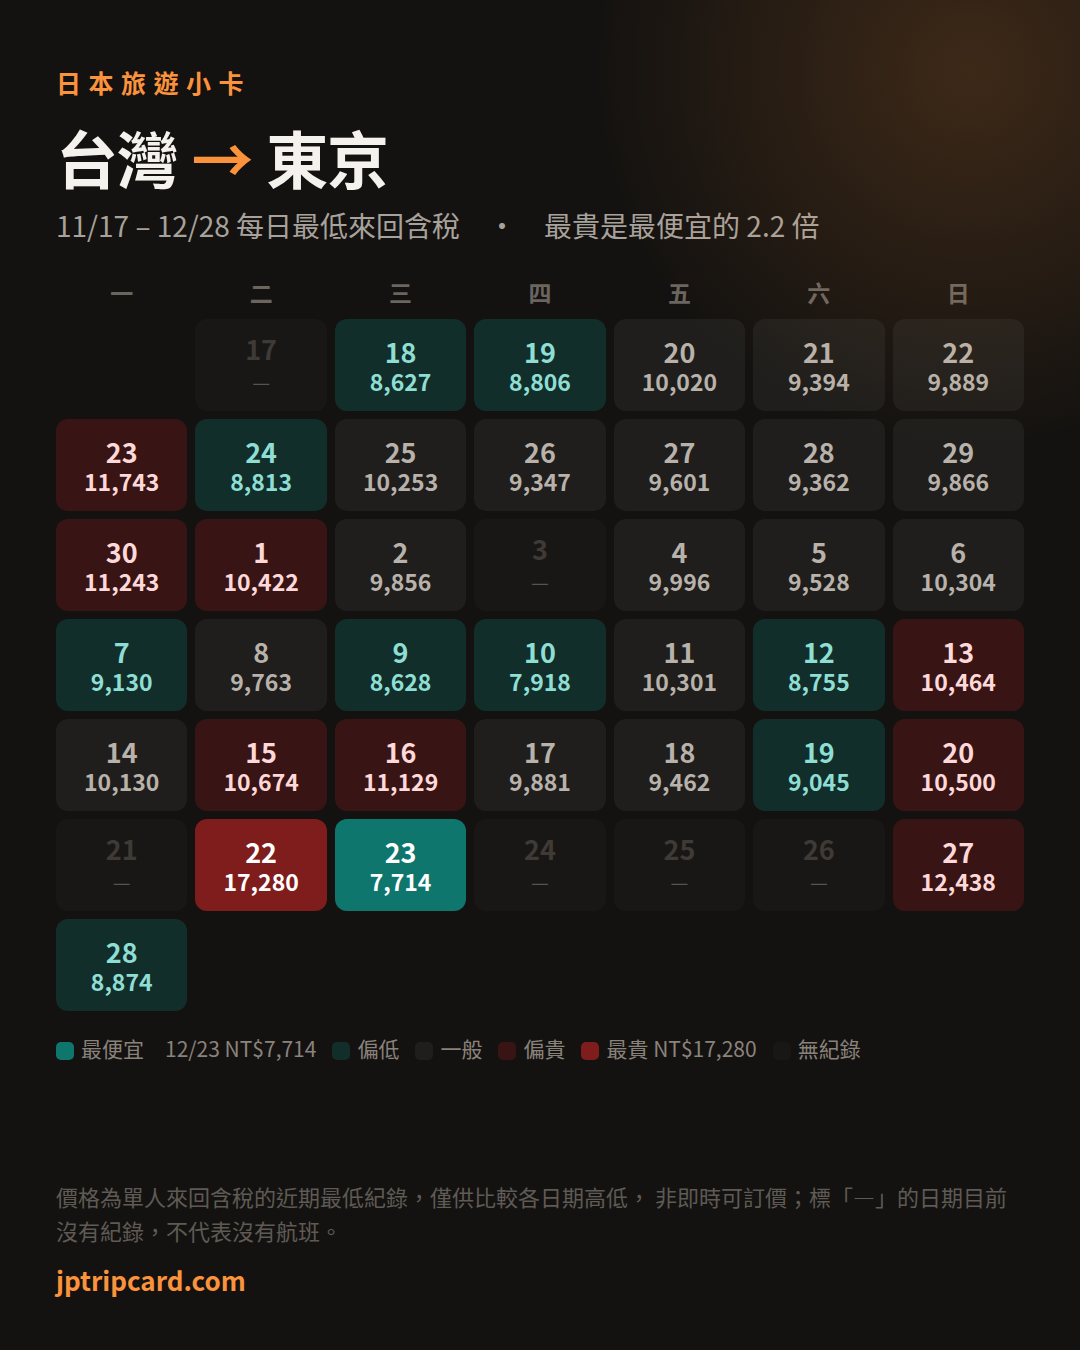 日本旅遊小卡
台灣 → 東京
11/17 – 12/28 每日最低來回含稅 ・ 最貴是最便宜的 2.2 倍
一 二 三 四 五 六 日
17 18 19 20 21 22
— 8,627 8,806 10,020 9,394 9,889
23 24 25 26 27 28 29
11,743 8,813 10,253 9,347 9,601 9,362 9,866
30 1 2 3 4 5 6
11,243 10,422 9,856 — 9,996 9,528 10,304
7 8 9 10 11 12 13
9,130 9,763 8,628 7,918 10,301 8,755 10,464
14 15 16 17 18 19 20
10,130 10,674 11,129 9,881 9,462 9,045 10,500
21 22 23 24 25 26 27
— 17,280 7,714 — — — 12,438
28
8,874
最便宜 12/23 NT$7,714 偏低 一般 偏貴 最貴 NT$17,280 無紀錄
價格為單人來回含稅的近期最低紀錄，僅供比較各日期高低， 非即時可訂價；標「—」的日期目前
沒有紀錄，不代表沒有航班。
jptripcard.com